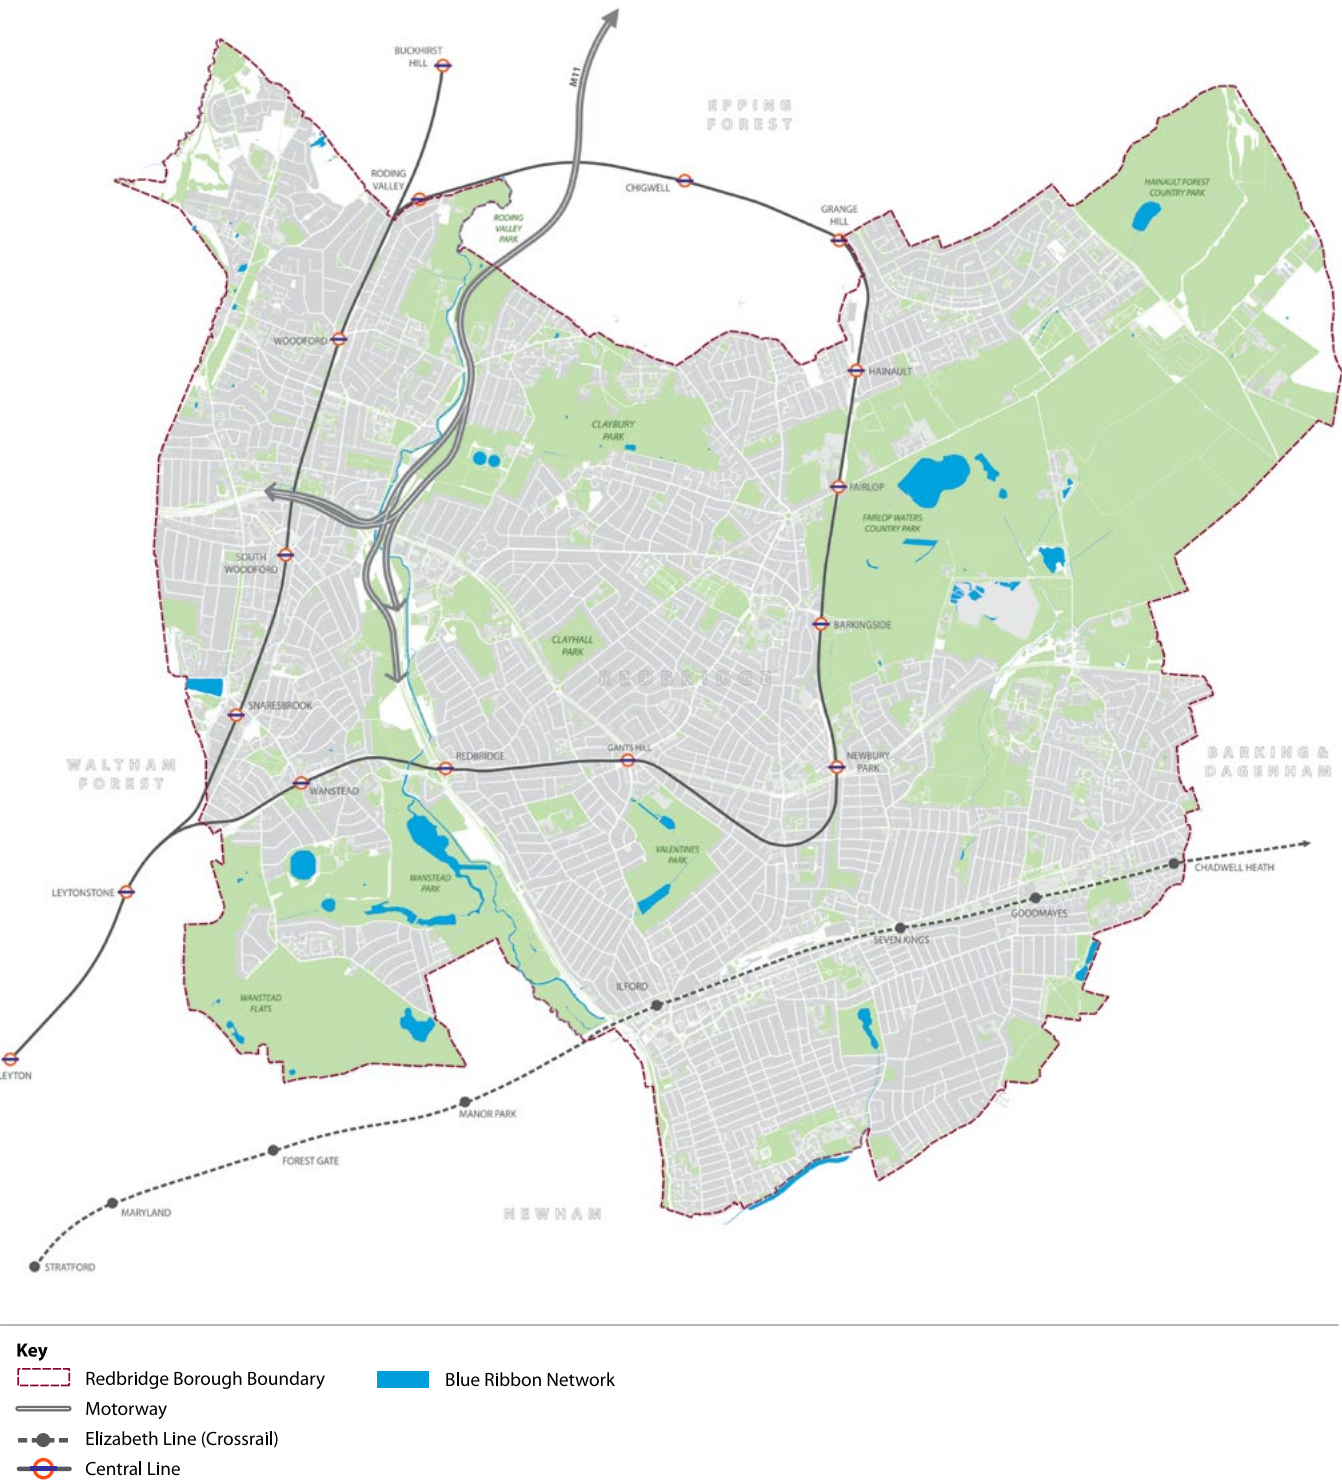 BUCKHIRST
HILL
M11
EPPING
FOREST
RODING
VALLEY
CHIGWELL
HAINAULT FOREST
COUNTRY PARK
GRANGE
HILL
RODING
VALLEY
PARK
WOODFORD
HAINAULT
CLAYBURY
PARK
FAIRLOP
FAIRLOP WATERS
COUNTRY PARK
SOUTH
WOODFORD
BARKINGSIDE
CLAYHALL
PARK
REDBRIDGE
SNARESBROOK
WALTHAM
FOREST
REDBRIDGE
GANTS HILL
NEWBURY
PARK
BARKING &
DAGENHAM
WANSTEAD
VALENTINES
PARK
CHADWELL HEATH
WANSTEAD
PARK
LEYTONSTONE
GOODMAYES
SEVEN KINGS
ILFORD
WANSTEAD
FLATS
LEYTON
MANOR PARK
FOREST GATE
MARYLAND
NEWHAM
STRATFORD
Key
Redbridge Borough Boundary
Blue Ribbon Network
Motorway
Elizabeth Line (Crossrail)
Central Line